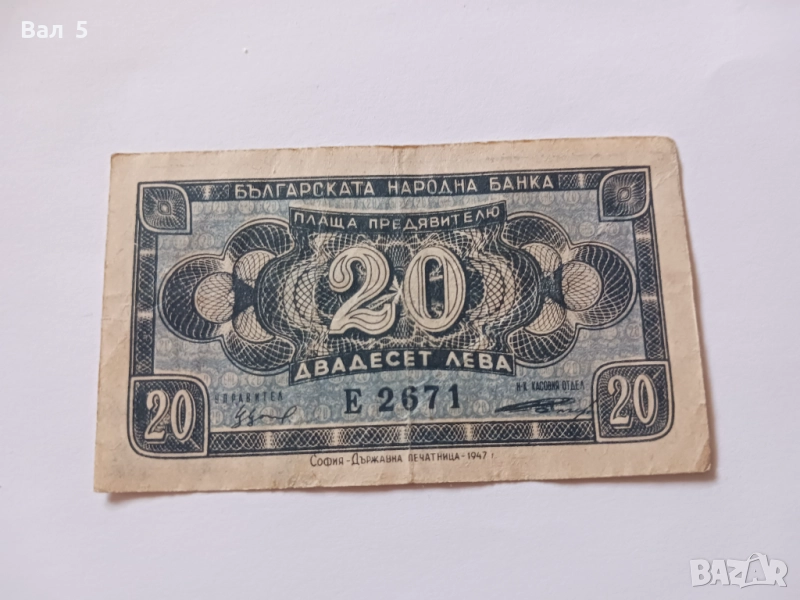 Вал 5
БЪЛГАРСКАТА НАРОДНА БАНКА
ПЛАЩА ПРЕДЯВИТЕЛЮ
20
ДВАДЕСЕТ ЛЕВА
УПРАВИТЕЛ
Е 2671
Н-К КАСОВИЯ ОТДЕЛ
20
20
СОФИЯ - ДЪРЖАВНА ПЕЧАТНИЦА - 1947 г.
BAZAR